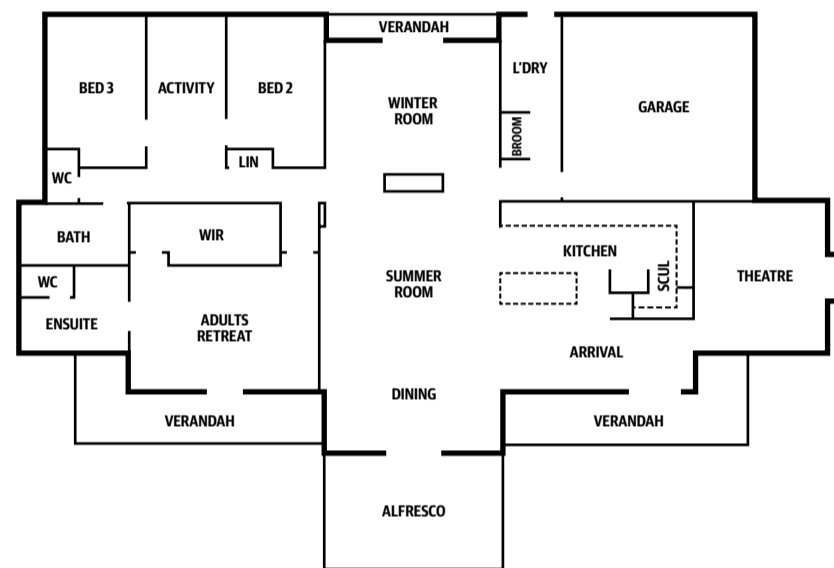 VERANDAH
BED 3
ACTIVITY
BED 2
WINTER
ROOM
L'DRY
BROOM
GARAGE
WC
LIN
BATH
WIR
KITCHEN
SCUL
THEATRE
WC
SUMMER
ROOM
ENSUITE
ADULTS
RETREAT
ARRIVAL
DINING
VERANDAH
VERANDAH
ALFRESCO